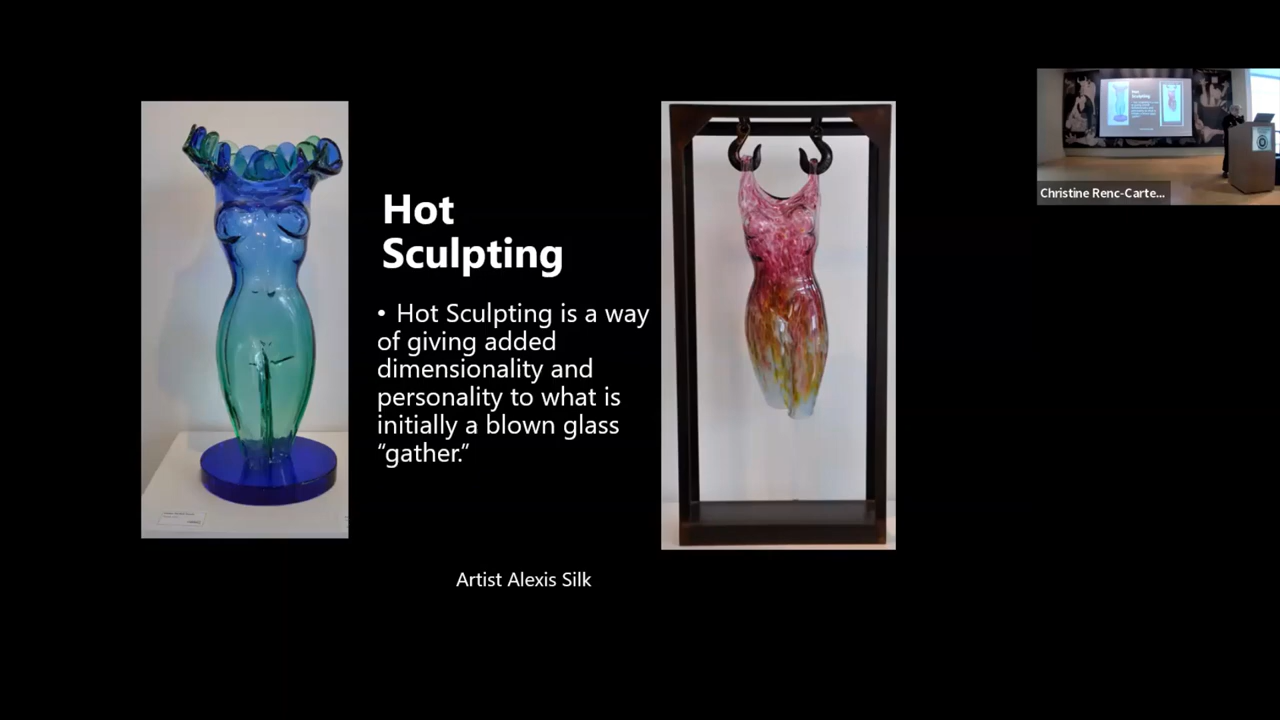 Hot
Sculpting
• Hot Sculpting is a way
of giving added
dimensionality and
personality to what is
initially a blown glass
“gather.”
Artist Alexis Silk
Christine Renc-Carte...